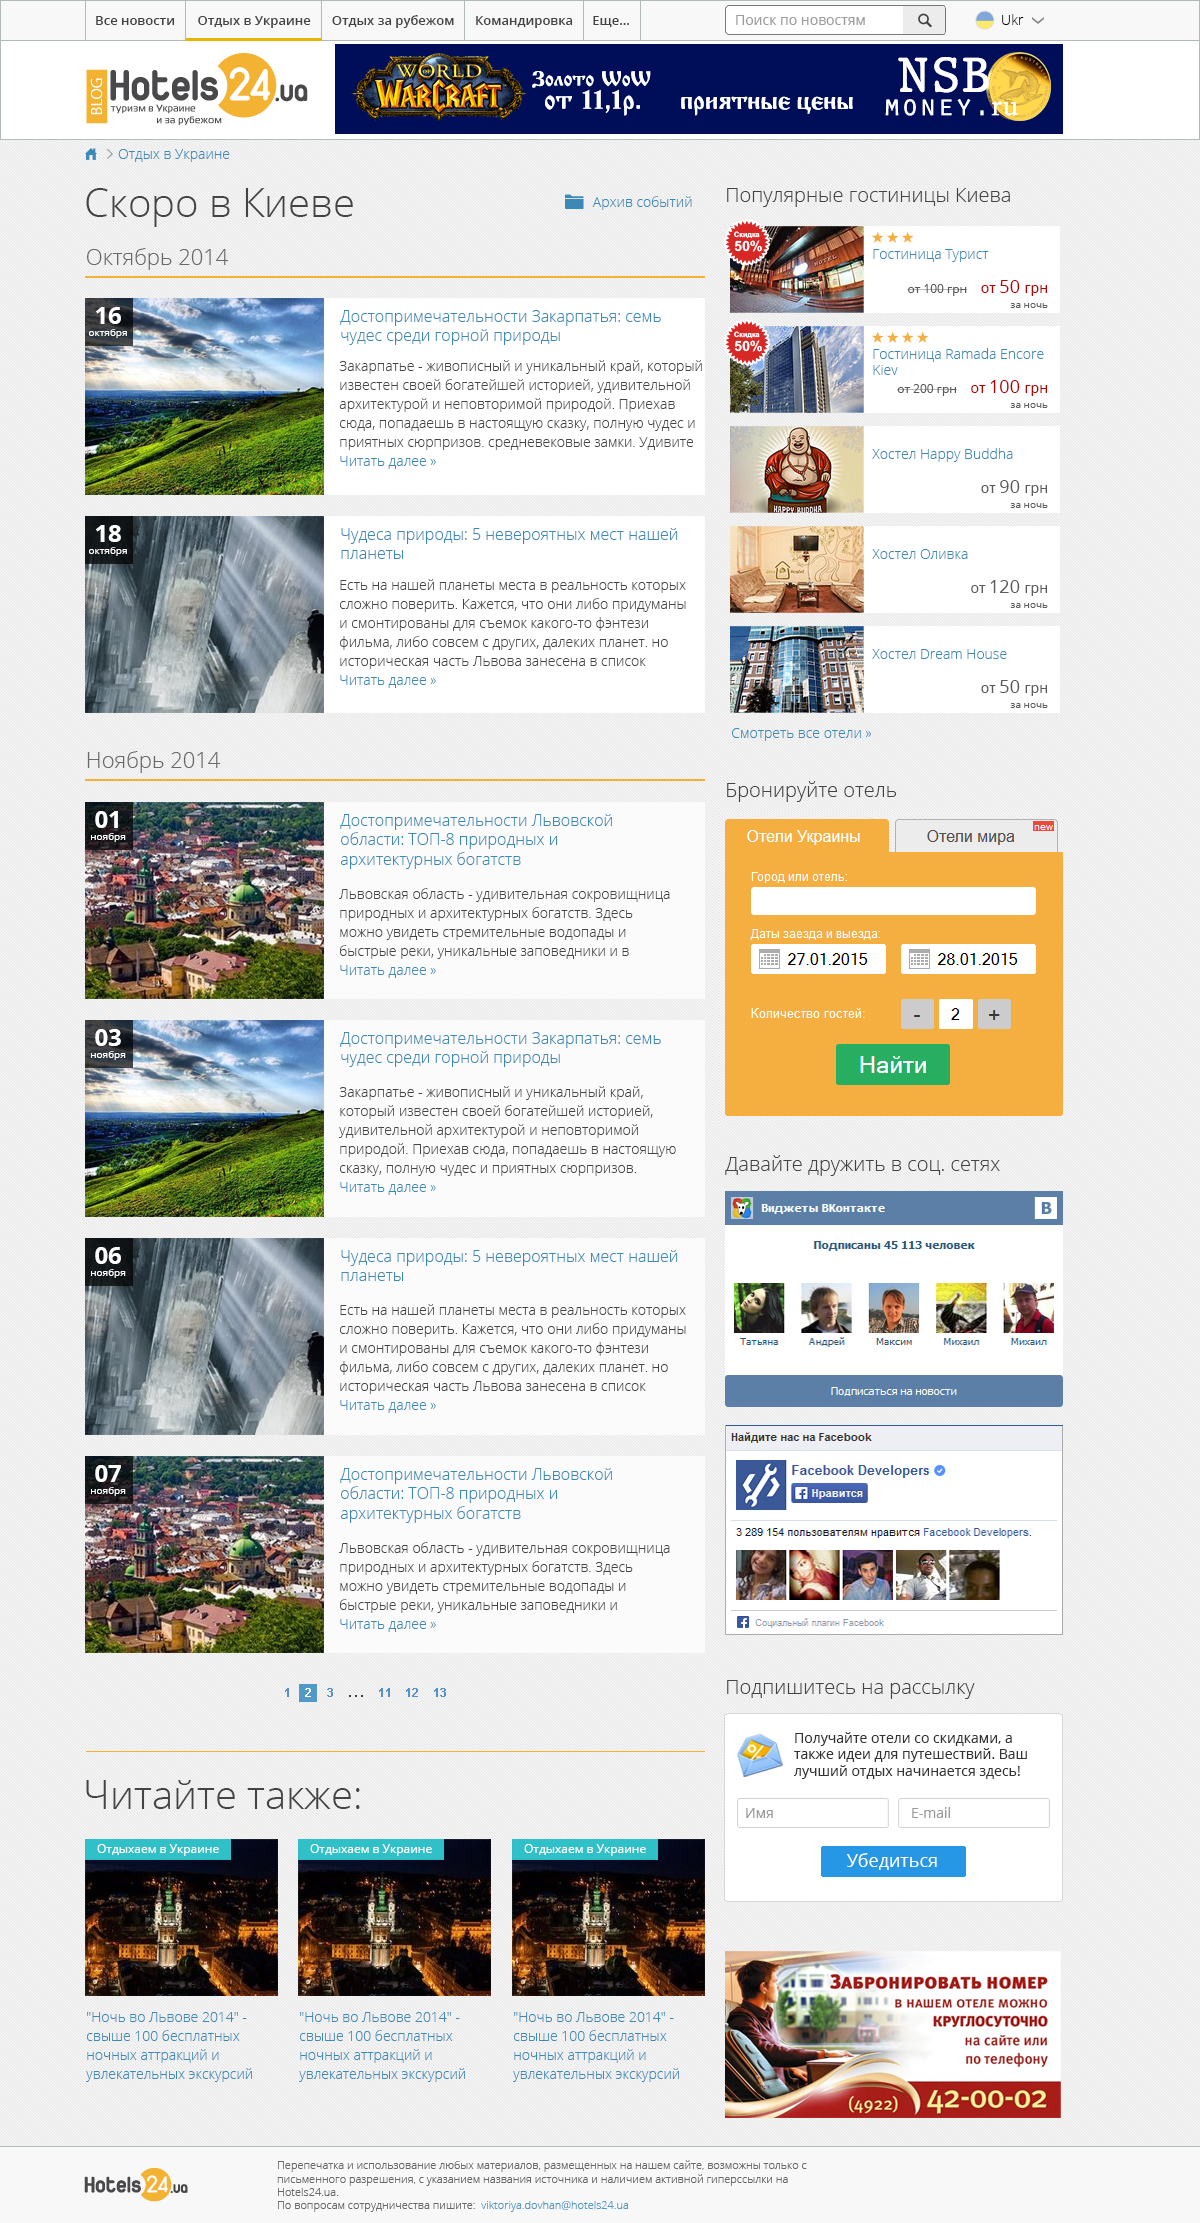 Все новости
Отдых в Украине
Отдых за рубежом
Командировка
Еще...
Поиск по новостям
Ukr
BLOG
Hotels24.ua
туризм в Украине
и за рубежом
WORLD
WARCRAFT
Золото WoW
от 11,1р.
приятные цены
NSB
MONEY.ru
Отдых в Украине
Скоро в Киеве
Архив событий
Октябрь 2014
16
октября
Достопримечательности Закарпатья: семь
чудес среди горной природы
Закарпатье - живописный и уникальный край, который
известен своей богатейшей историей, удивительной
архитектурой и неповторимой природой. Приехав
сюда, попадаешь в настоящую сказку, полную чудес и
приятных сюрпризов. средневековые замки. Удивите
Читать далее »
18
октября
Чудеса природы: 5 невероятных мест нашей
планеты
Есть на нашей планеты места в реальность которых
сложно поверить. Кажется, что они либо придуманы
и смонтированы для съемок какого-то фэнтези
фильма, либо совсем с других, далеких планет. но
историческая часть Львова занесена в список
Читать далее »
Ноябрь 2014
01
ноября
Достопримечательности Львовской
области: ТОП-8 природных и
архитектурных богатств
Львовская область - удивительная сокровищница
природных и архитектурных богатств. Здесь
можно увидеть стремительные водопады и
быстрые реки, уникальные заповедники и в
Читать далее »
03
ноября
Достопримечательности Закарпатья: семь
чудес среди горной природы
Закарпатье - живописный и уникальный край,
который известен своей богатейшей историей,
удивительной архитектурой и неповторимой
природой. Приехав сюда, попадаешь в настоящую
сказку, полную чудес и приятных сюрпризов.
Читать далее »
06
ноября
Чудеса природы: 5 невероятных мест нашей
планеты
Есть на нашей планеты места в реальность которых
сложно поверить. Кажется, что они либо придуманы
и смонтированы для съемок какого-то фэнтези
фильма, либо совсем с других, далеких планет. но
историческая часть Львова занесена в список
Читать далее »
07
ноября
Достопримечательности Львовской
области: ТОП-8 природных и
архитектурных богатств
Львовская область - удивительная сокровищница
природных и архитектурных богатств. Здесь
можно увидеть стремительные водопады и
быстрые реки, уникальные заповедники и
Читать далее »
1 2 3 ... 11 12 13
Читайте также:
Отдыхаем в Украине
"Ночь во Львове 2014" -
свыше 100 бесплатных
ночных аттракций и
увлекательных экскурсий
Отдыхаем в Украине
"Ночь во Львове 2014" -
свыше 100 бесплатных
ночных аттракций и
увлекательных экскурсий
Отдыхаем в Украине
"Ночь во Львове 2014" -
свыше 100 бесплатных
ночных аттракций и
увлекательных экскурсий
Популярные гостиницы Киева
Скидка
50%
HOTEL
Гостиница Турист
от 100 грн от 50 грн
за ночь
Скидка
50%
Гостиница Ramada Encore
Kiev
от 200 грн от 100 грн
за ночь
HAPPY BUDDHA
Хостел Happy Buddha
от 90 грн
за ночь
Хостел Оливка
от 120 грн
за ночь
Хостел Dream House
от 50 грн
за ночь
Смотреть все отели »
Бронируйте отель
Отели Украины
Отели мира
new
Город или отель:
Даты заезда и выезда:
27.01.2015
28.01.2015
Количество гостей:
- 2 +
Найти
Давайте дружить в соц. сетях
Виджеты ВКонтакте
В
Подписаны 45 113 человек
Татьяна
Андрей
Максим
Михаил
Михаил
Подписаться на новости
Найдите нас на Facebook
Facebook Developers
Нравится
3 289 154 пользователям нравится Facebook Developers.
Социальный плагин Facebook
Подпишитесь на рассылку
Получайте отели со скидками, а
также идеи для путешествий. Ваш
лучший отдых начинается здесь!
Имя
E-mail
Убедиться
ЗАБРОНИРОВАТЬ НОМЕР
В НАШЕМ ОТЕЛЕ МОЖНО
КРУГЛОСУТОЧНО
на сайте или
по телефону
(4922) 42-00-02
Hotels24.ua
Перепечатка и использование любых материалов, размещенных на нашем сайте, возможны только с
письменного разрешения, с указанием названия источника и наличием активной гиперссылки на
Hotels24.ua.
По вопросам сотрудничества пишите: viktoriya.dovhan@hotels24.ua